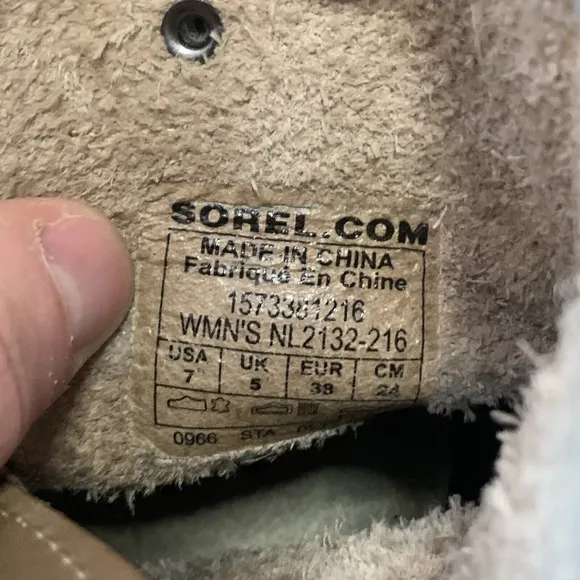 SOREL.COM
MADE IN CHINA
Fabriqué En Chine
1573381216
WMN'S NL2132-216
USA UK EUR CM
7 5 38 24
0966 STA